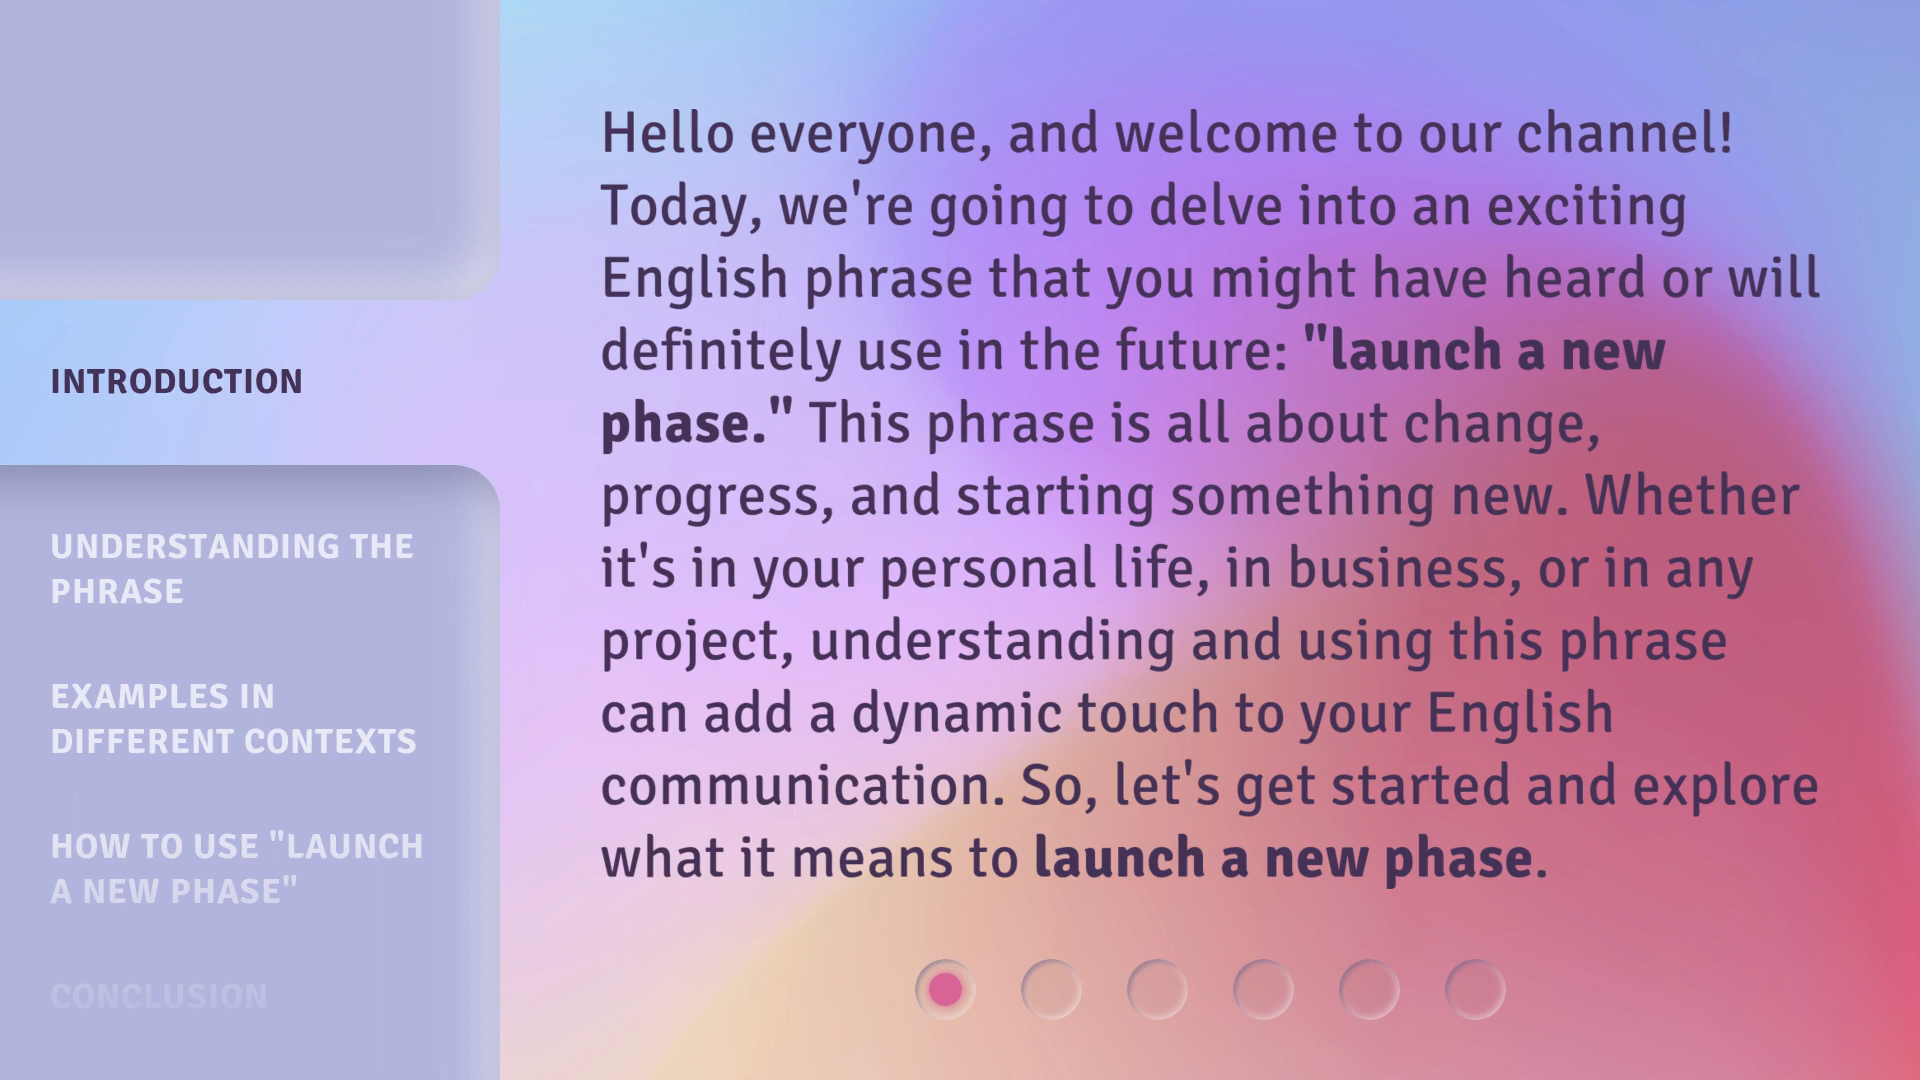 INTRODUCTION
UNDERSTANDING THE
PHRASE
EXAMPLES IN
DIFFERENT CONTEXTS
HOW TO USE "LAUNCH
A NEW PHASE"
CONCLUSION
Hello everyone, and welcome to our channel!
Today, we're going to delve into an exciting
English phrase that you might have heard or will
definitely use in the future: "launch a new
phase." This phrase is all about change,
progress, and starting something new. Whether
it's in your personal life, in business, or in any
project, understanding and using this phrase
can add a dynamic touch to your English
communication. So, let's get started and explore
what it means to launch a new phase.